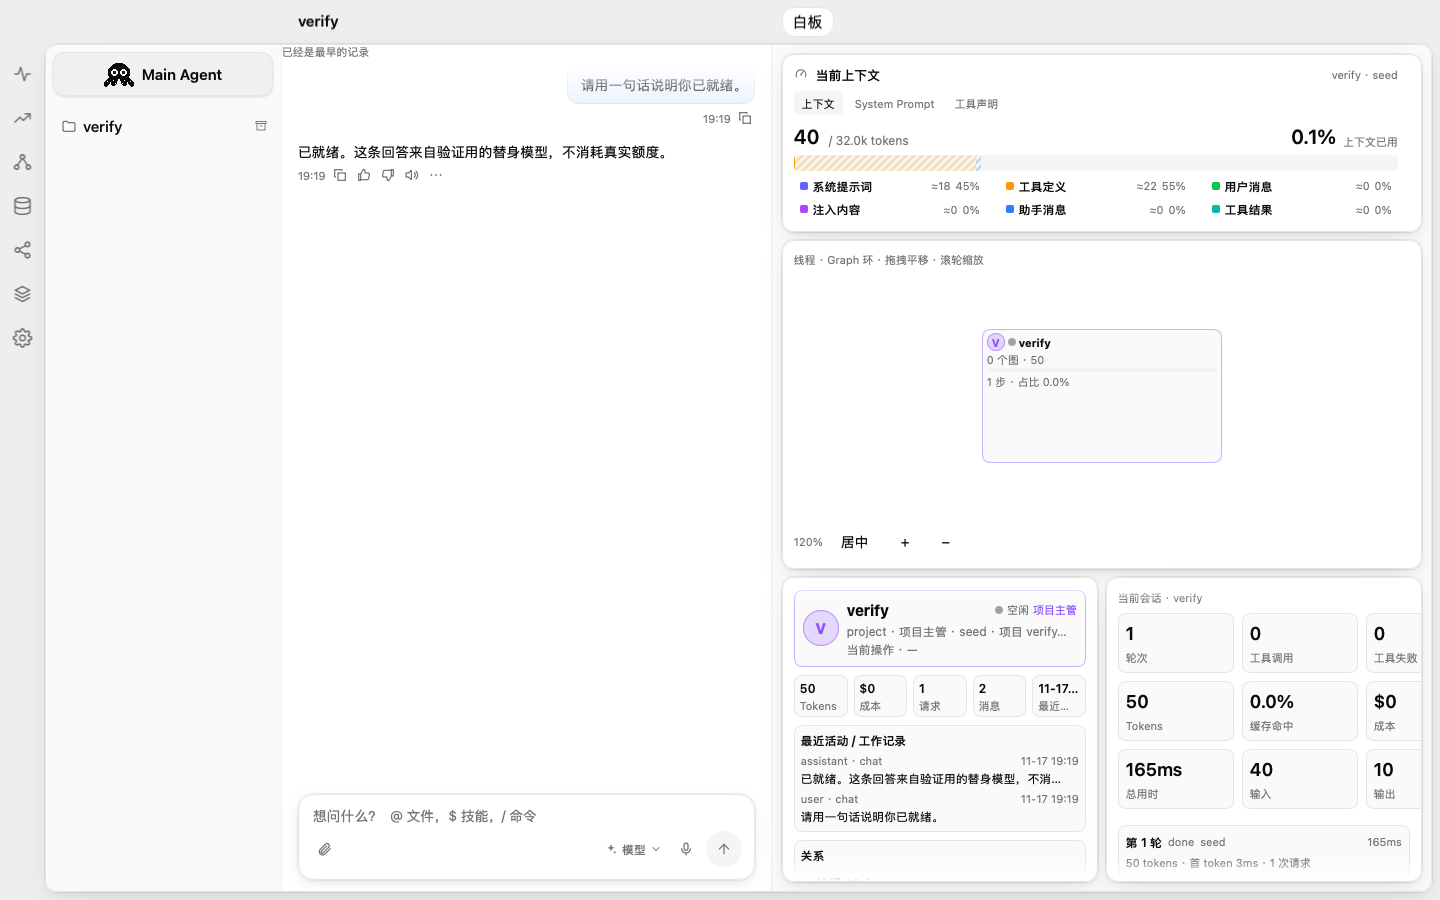 verify
白板
Main Agent
verify
已经是最早的记录
请用一句话说明你已就绪。
19:19
已就绪。这条回答来自验证用的替身模型，不消耗真实额度。
19:19
想问什么？ @ 文件，$ 技能，/ 命令
模型
当前上下文
verify · seed
上下文 System Prompt 工具声明
40 / 32.0k tokens
0.1% 上下文已用
系统提示词 ≈18 45%
工具定义 ≈22 55%
用户消息 ≈0 0%
注入内容 ≈0 0%
助手消息 ≈0 0%
工具结果 ≈0 0%
线程 · Graph 环 · 拖拽平移 · 滚轮缩放
V verify
0 个图 · 50
1 步 · 占比 0.0%
120% 居中 + −
V
verify
空闲 项目主管
project · 项目主管 · seed · 项目 verify...
当前操作 · —
50
Tokens
$0
成本
1
请求
2
消息
11-17...
最近...
最近活动 / 工作记录
assistant · chat 11-17 19:19
已就绪。这条回答来自验证用的替身模型，不消...
user · chat 11-17 19:19
请用一句话说明你已就绪。
关系
当前会话 · verify
1
轮次
0
工具调用
0
工具失败
50
Tokens
0.0%
缓存命中
$0
成本
165ms
总用时
40
输入
10
输出
第 1 轮 done seed 165ms
50 tokens · 首 token 3ms · 1 次请求